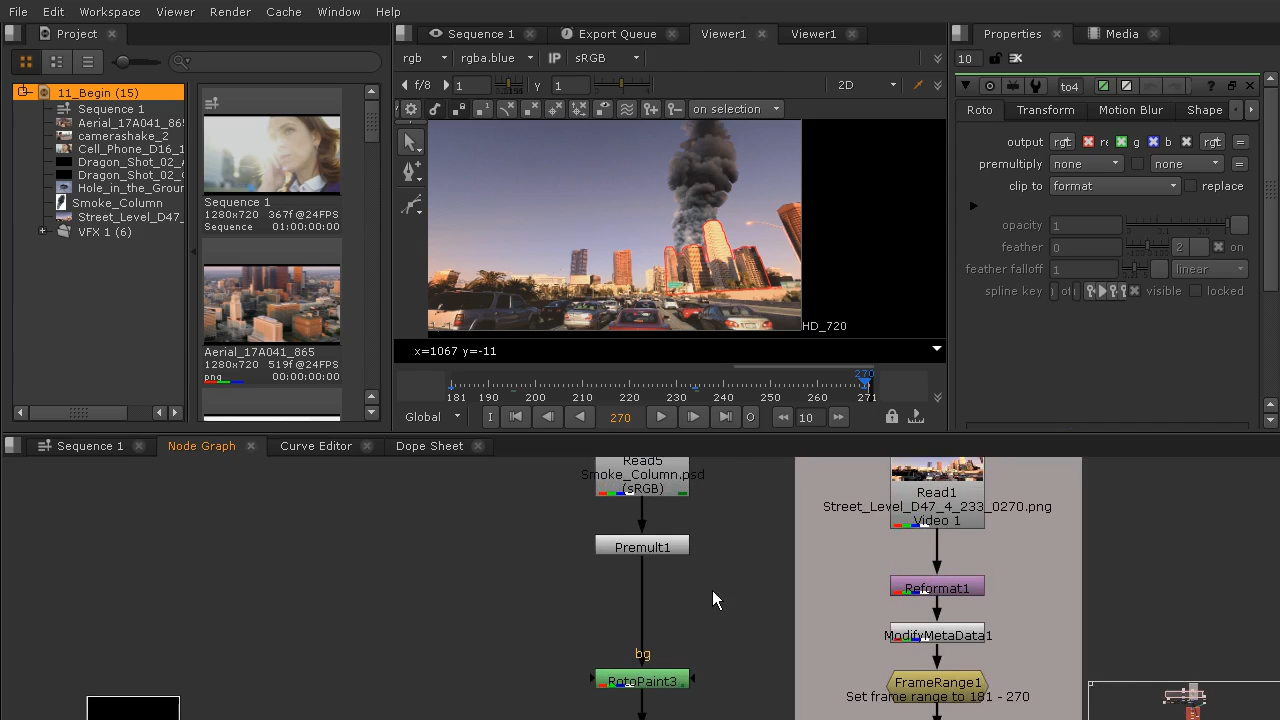 File Edit Workspace Viewer Render Cache Window Help
Project
11_Begin (15)
Sequence 1
Aerial_17A041_865
camerashake_2
Cell_Phone_D16_1
Dragon_Shot_02_
Dragon_Shot_02_
Hole_in_the_Groun
Smoke_Column
Street_Level_D47_
VFX 1 (6)
Sequence 1
1280x720 367f@24FPS
Sequence 01:00:00:00
Aerial_17A041_865
1280x720 519f@24FPS
png 00:00:00:00
Sequence 1 Export Queue Viewer1 Viewer1
rgb rgba.blue IP sRGB
f/8 1 y 1 2D
on selection
HD_720
x=1067 y=-11
270
181 190 200 210 220 230 240 250 260 271
Global I 270 O 10
Properties Media
10
to4 ?
Roto Transform Motion Blur Shape
output rgt g b rgt =
premultiply none none =
clip to format replace
opacity 1
feather 0 2 on
feather falloff 1 linear
spline key visible locked
Sequence 1 Node Graph Curve Editor Dope Sheet
Read5
Smoke_Column.psd
(sRGB)
Premult1
bg
RotoPaint3
Read1
Street_Level_D47_4_233_0270.png
Video 1
Reformat1
ModifyMetaData1
FrameRange1
Set frame range to 181 - 270